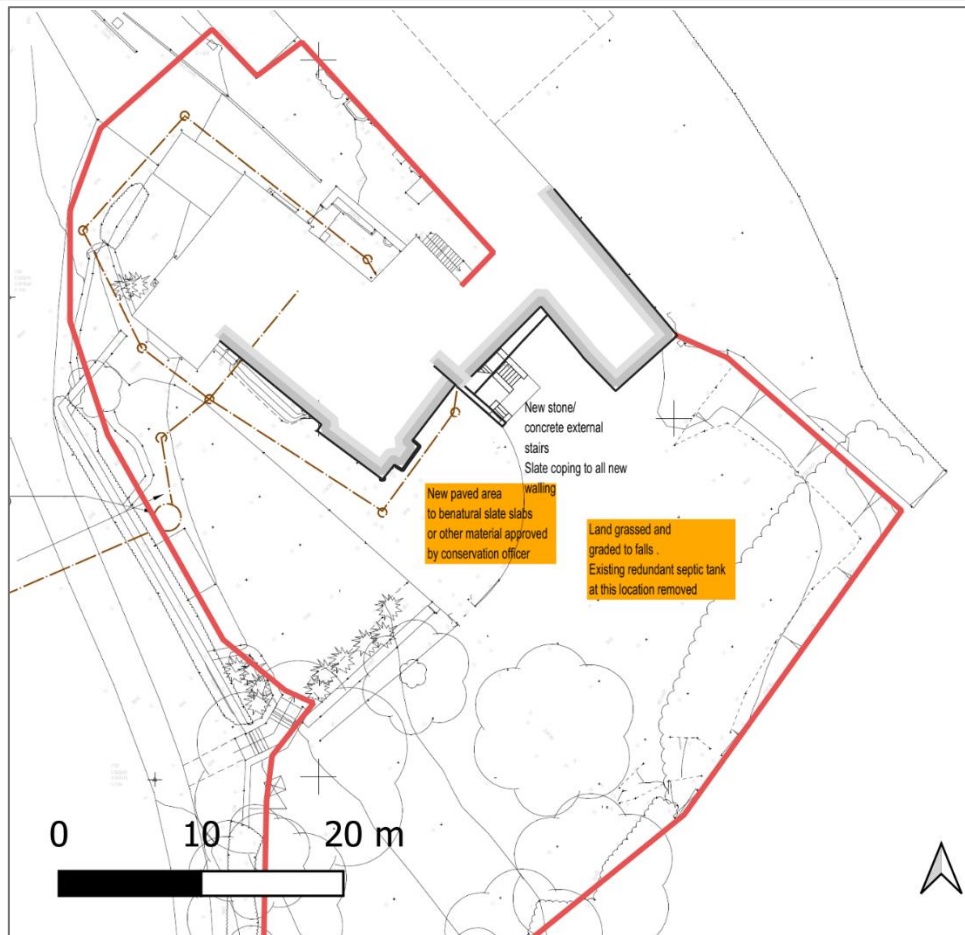 New stone/
concrete external
stairs
Slate coping to all new
walling
New paved area
to benatural slate slabs
or other material approved
by conservation officer
Land grassed and
graded to falls .
Existing redundant septic tank
at this location removed
0 10 20 m